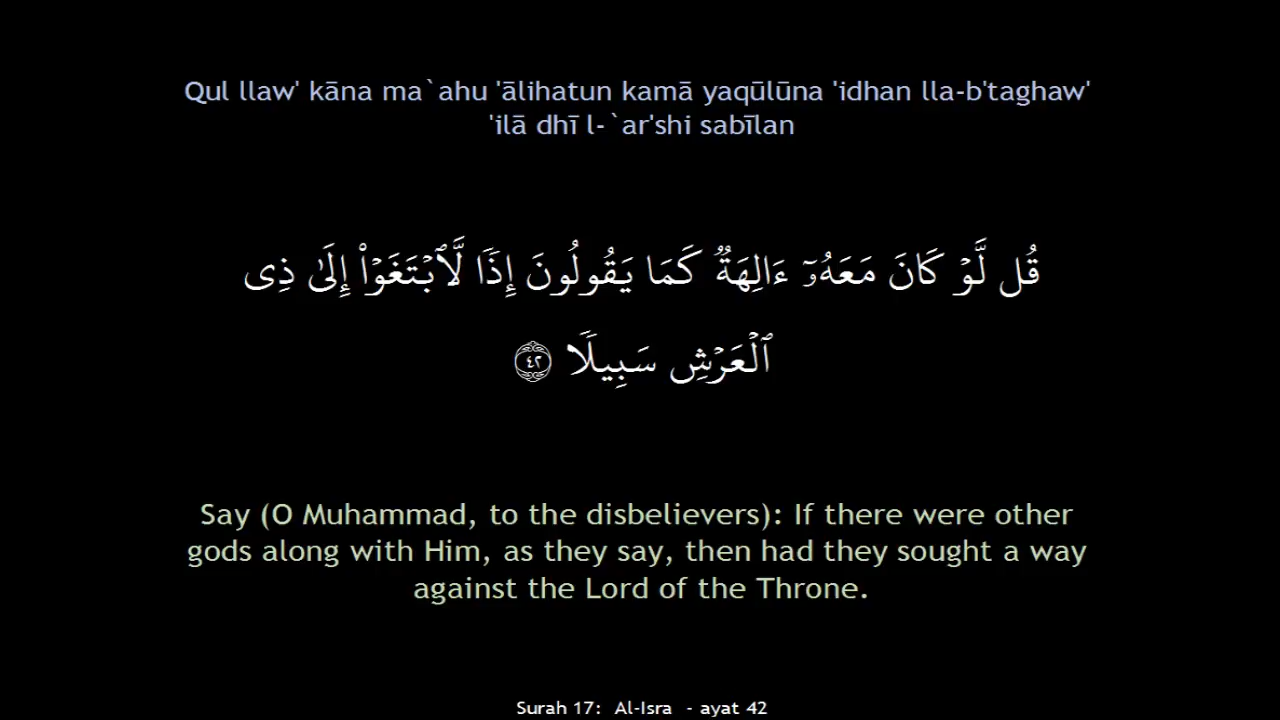 Qul llaw' kāna ma`ahu 'ālihatun kamā yaqūlūna 'idhan lla-b'taghaw'
'ilā dhī l-`ar'shi sabīlan
قُل لَّوْ كَانَ مَعَهُۥٓ ءَالِهَةٌ كَمَا يَقُولُونَ إِذًا لَّٱبْتَغَوْا۟ إِلَىٰ ذِى
ٱلْعَرْشِ سَبِيلًا ٤٢
Say (O Muhammad, to the disbelievers): If there were other
gods along with Him, as they say, then had they sought a way
against the Lord of the Throne.
Surah 17: Al-Isra - ayat 42